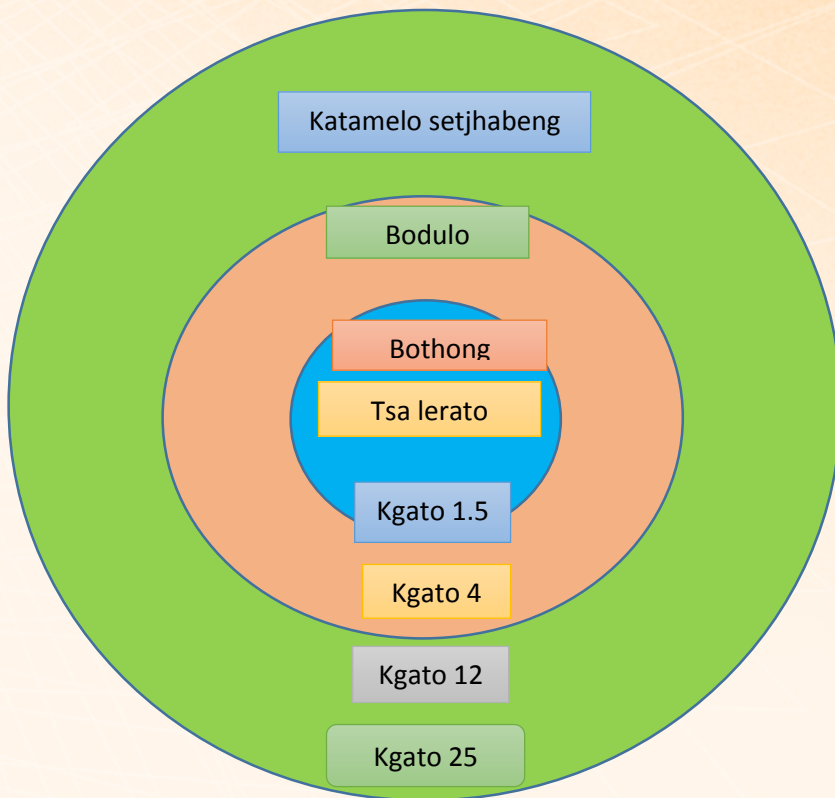 Katamelo setjhabeng
Bodulo
Bothong
Tsa lerato
Kgato 1.5
Kgato 4
Kgato 12
Kgato 25